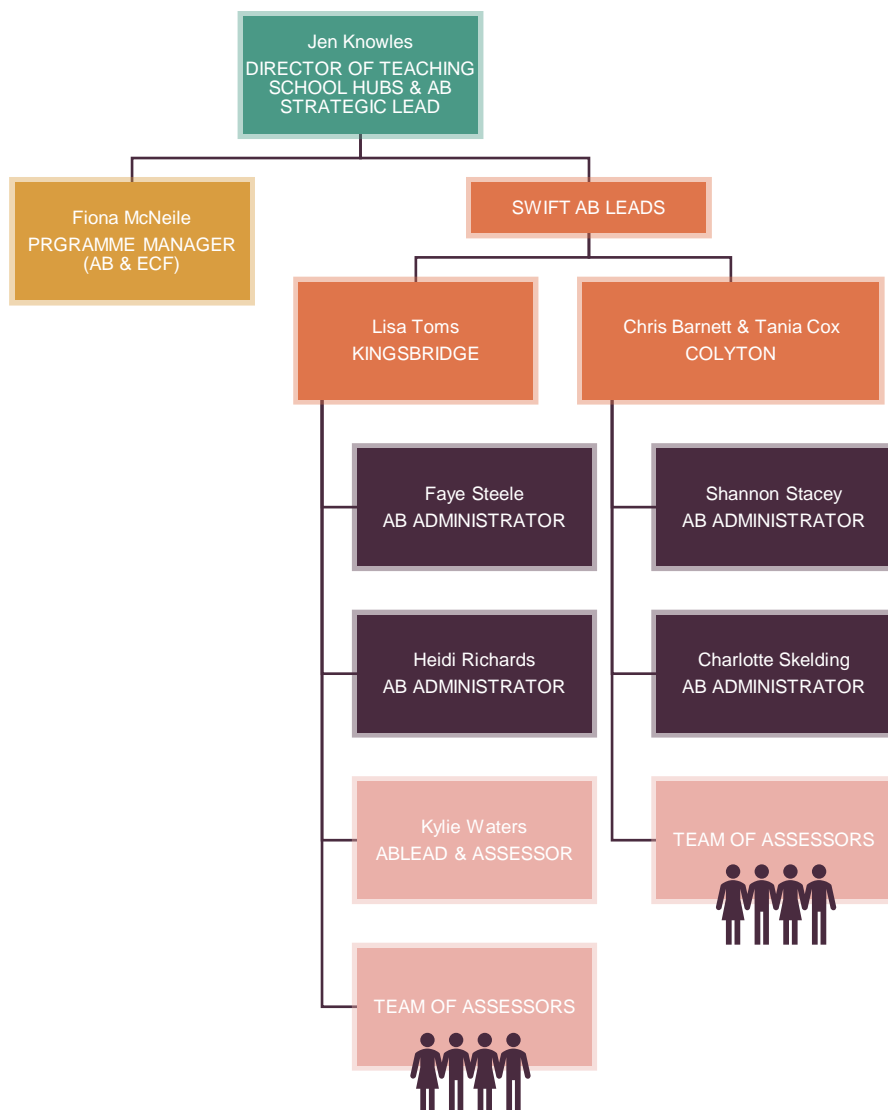 Jen Knowles
DIRECTOR OF TEACHING
SCHOOL HUBS & AB
STRATEGIC LEAD
Fiona McNeile
PRGRAMME MANAGER
(AB & ECF)
SWIFT AB LEADS
Lisa Toms
KINGSBRIDGE
Chris Barnett & Tania Cox
COLYTON
Faye Steele
AB ADMINISTRATOR
Shannon Stacey
AB ADMINISTRATOR
Heidi Richards
AB ADMINISTRATOR
Charlotte Skelding
AB ADMINISTRATOR
Kylie Waters
ABLEAD & ASSESSOR
TEAM OF ASSESSORS
TEAM OF ASSESSORS